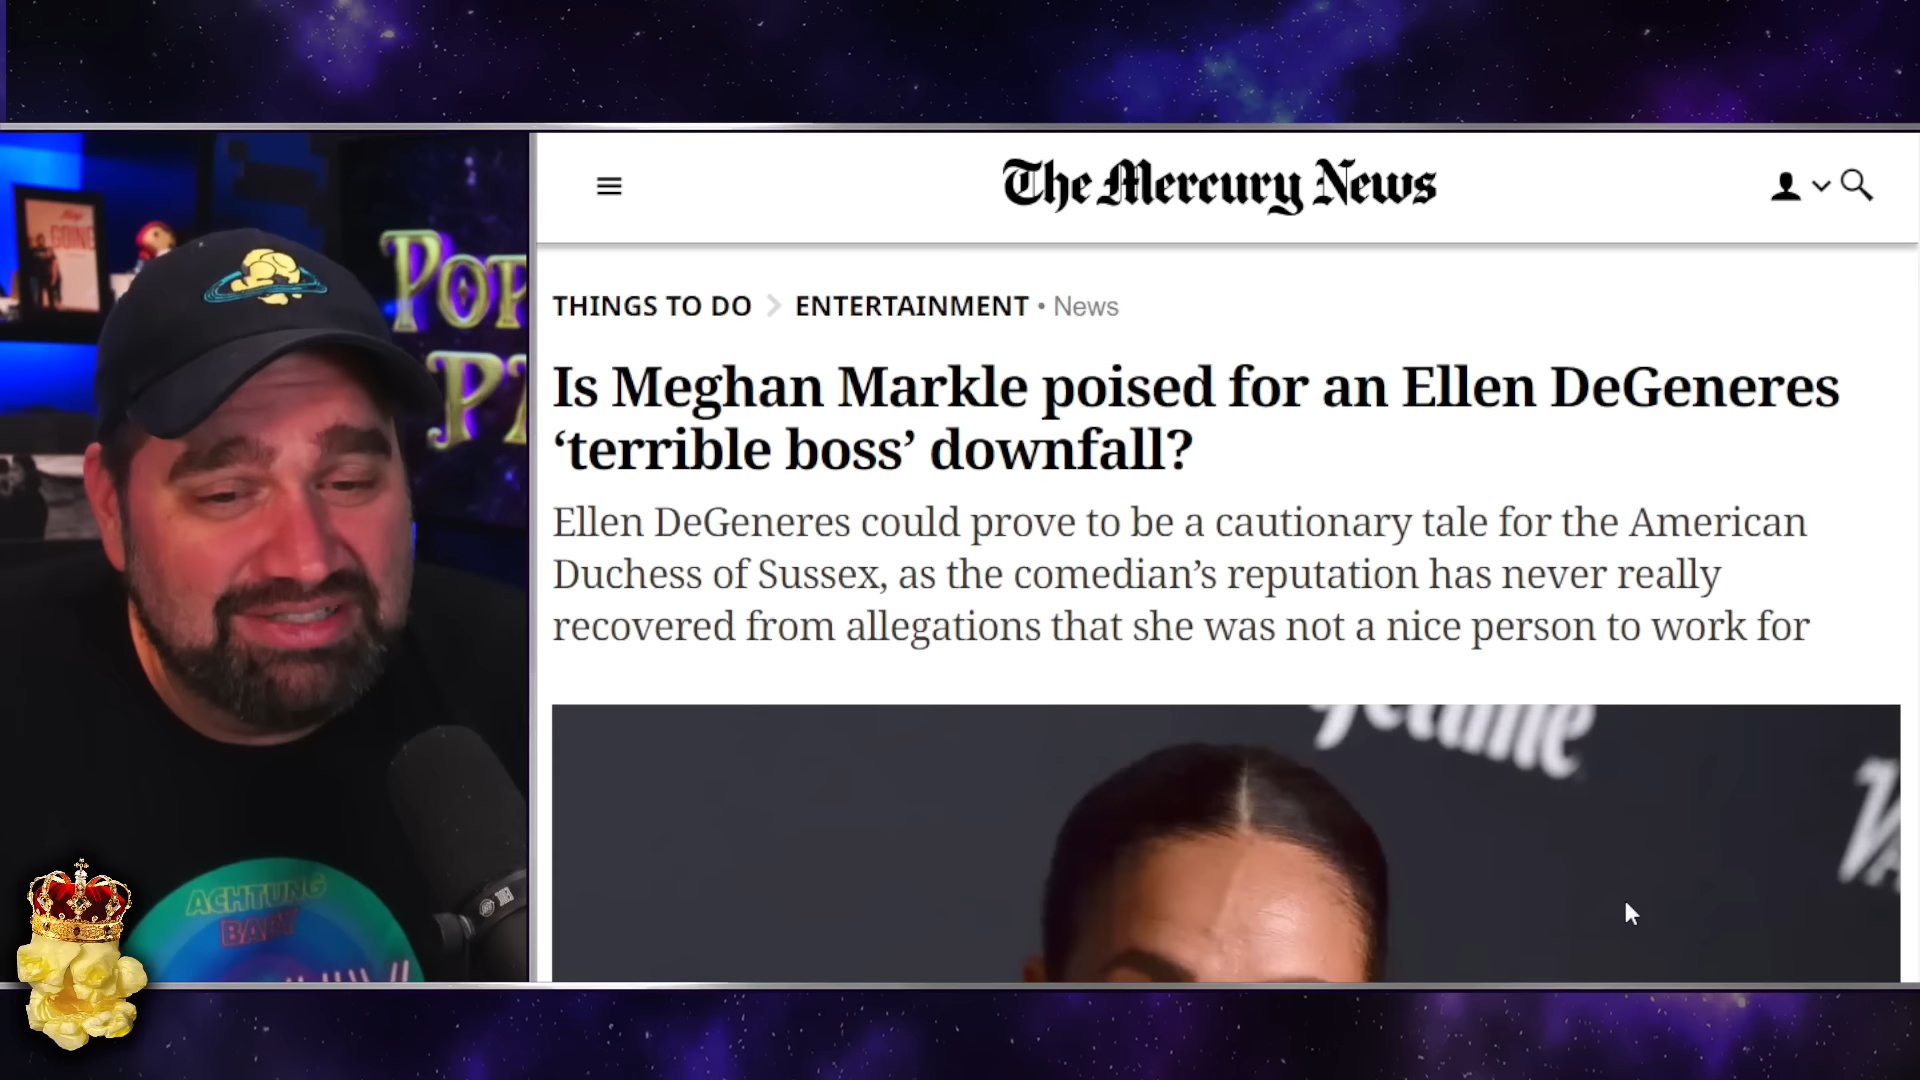 GOING
POP
P
ACHTUNG
BABY
The Mercury News
THINGS TO DO > ENTERTAINMENT • News
Is Meghan Markle poised for an Ellen DeGeneres
‘terrible boss’ downfall?
Ellen DeGeneres could prove to be a cautionary tale for the American
Duchess of Sussex, as the comedian’s reputation has never really
recovered from allegations that she was not a nice person to work for